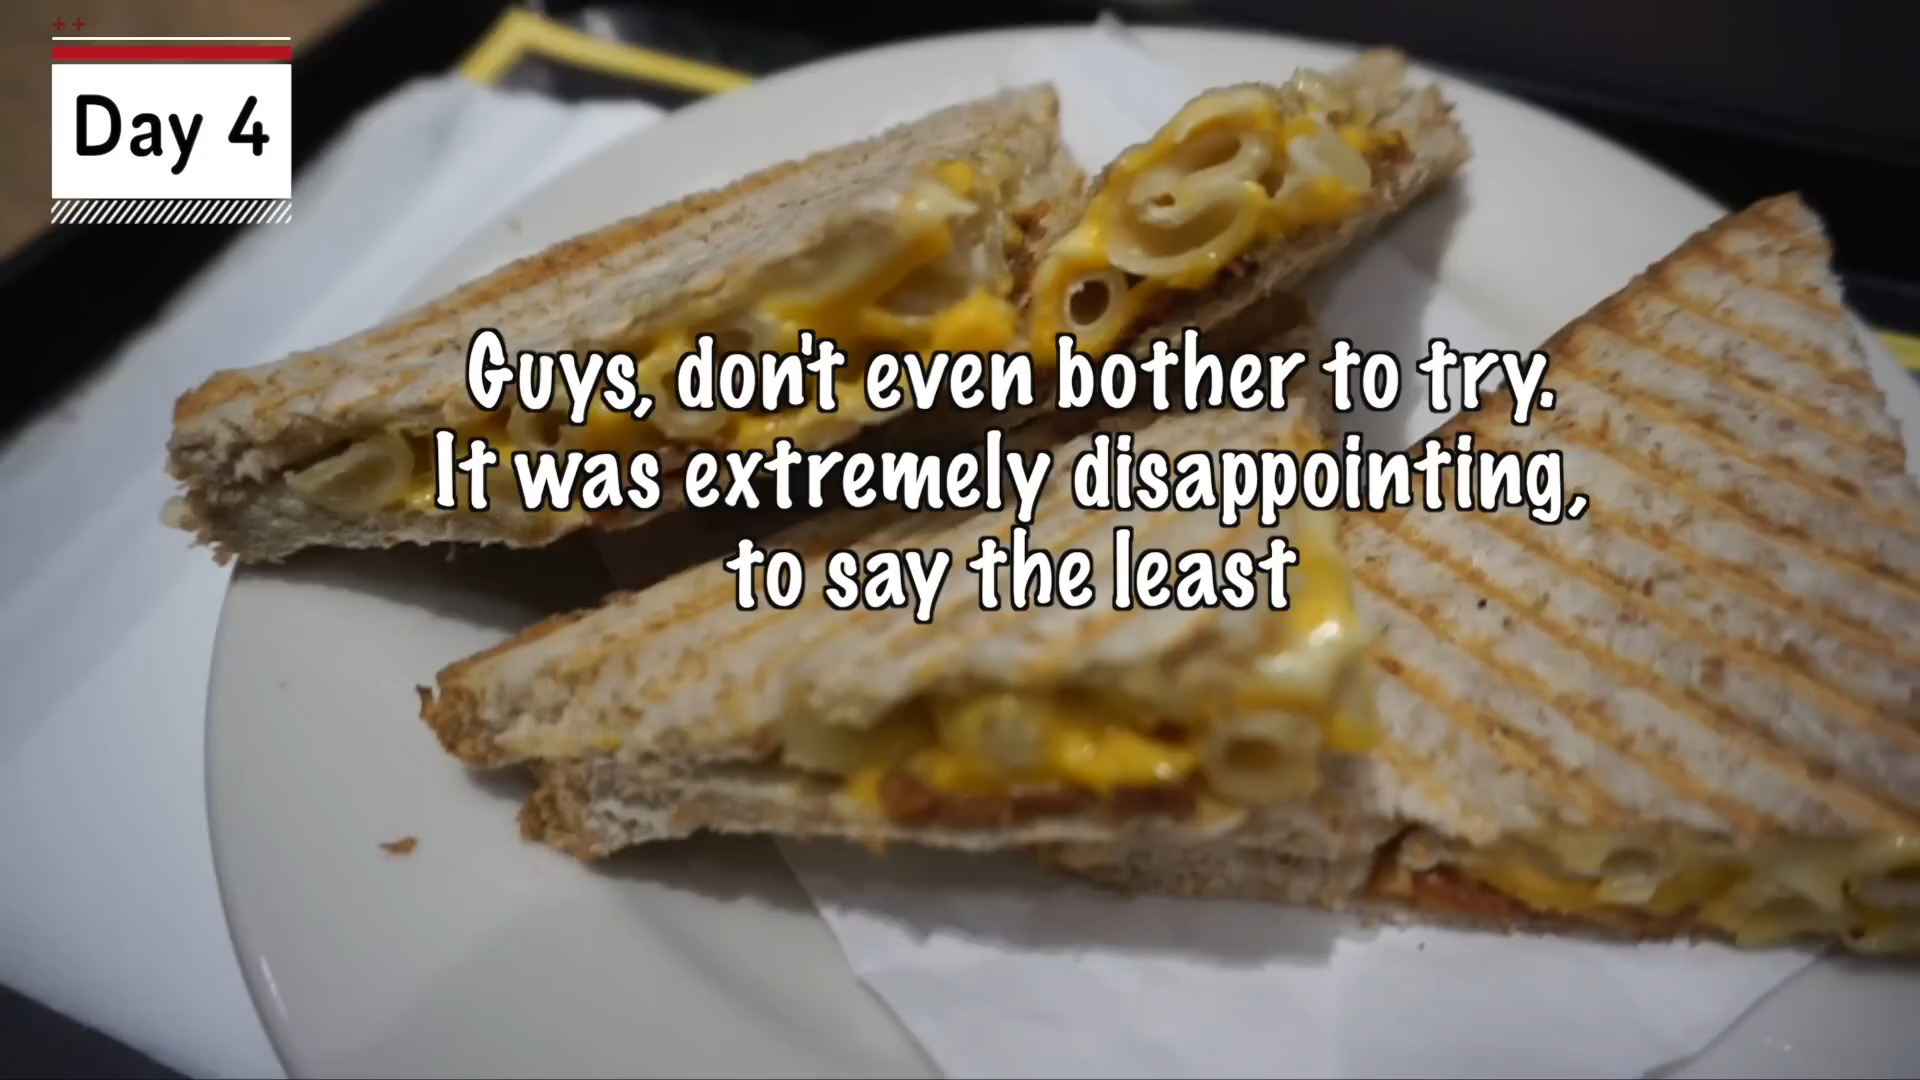 Day 4
Guys, don't even bother to try.
It was extremely disappointing,
to say the least